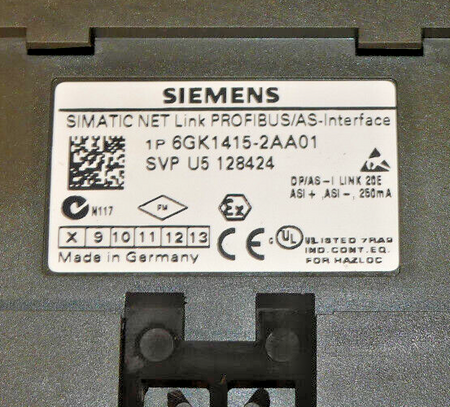 SIEMENS
SIMATIC NET Link PROFIBUS/AS-Interface
1P 6GK1415-2AA01
SVP U5 128424
DP/AS-I LINK 20E
ASI +, ASI -, 250mA
N117
FM
Ex
X 9 10 11 12 13
CE
c UL LISTED 7RA9
IND.CONT.EQ.
FOR HAZLOC
Made in Germany